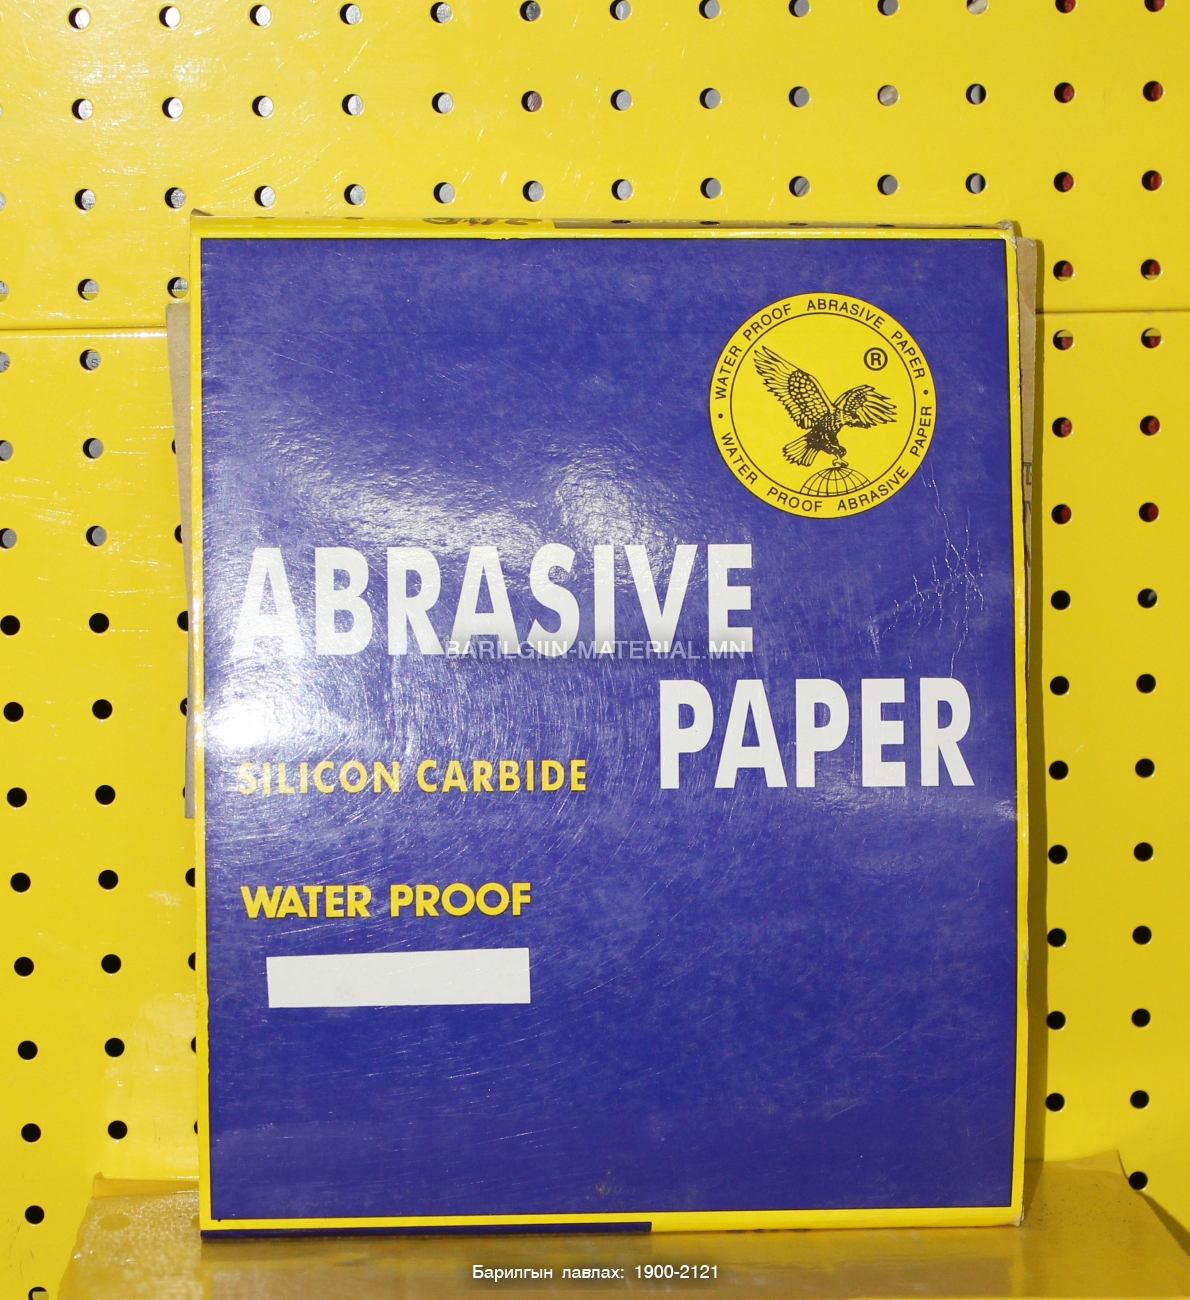 WATER PROOF ABRASIVE PAPER •
WATER PROOF ABRASIVE PAPER •
®
ABRASIVE
BARILGIIN-MATERIAL.MN
PAPER
SILICON CARBIDE
WATER PROOF
Барилгын лавлах: 1900-2121